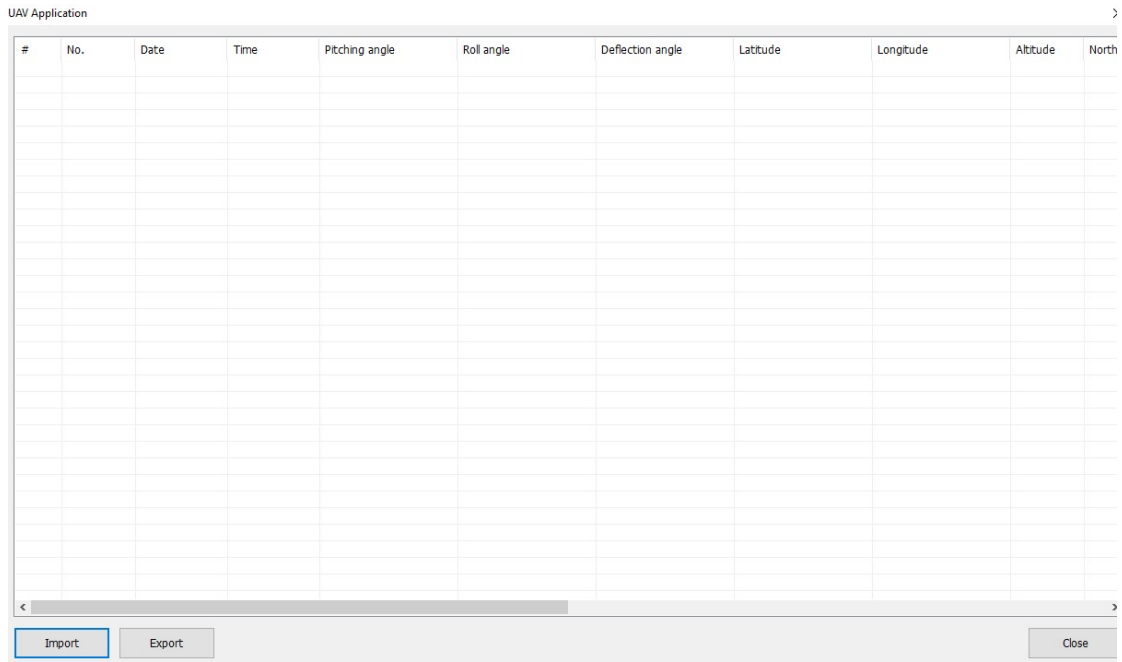 UAV Application
# No. Date Time Pitching angle Roll angle Deflection angle Latitude Longitude Altitude North
Import Export Close